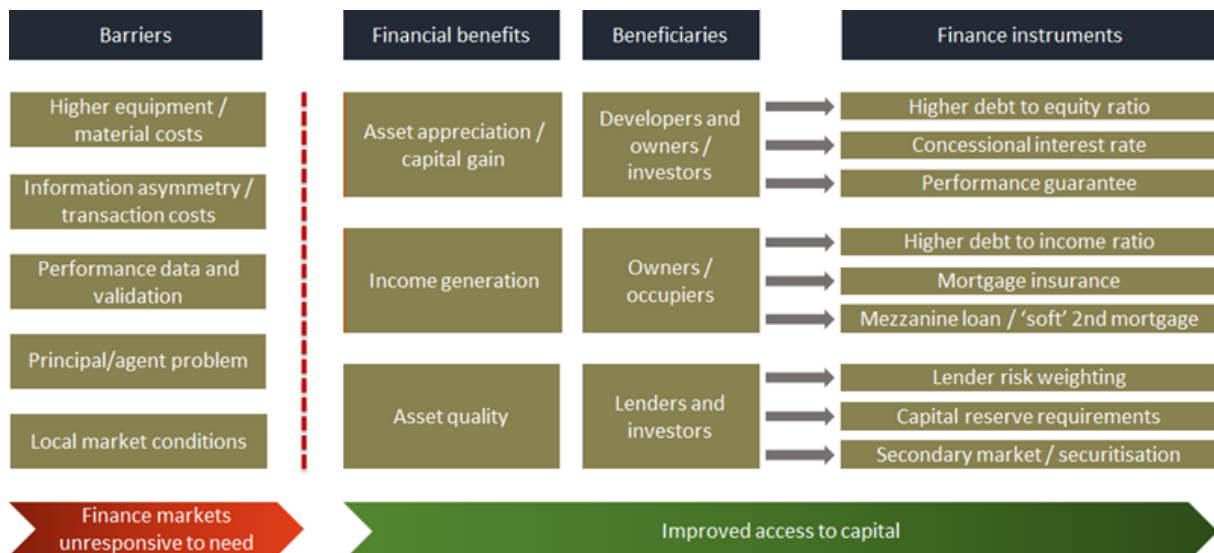 Barriers
Financial benefits
Beneficiaries
Finance instruments
Higher equipment /
material costs
Information asymmetry /
transaction costs
Performance data and
validation
Principal/agent problem
Local market conditions
Asset appreciation /
capital gain
Developers and
owners /
investors
Higher debt to equity ratio
Concessional interest rate
Performance guarantee
Income generation
Owners /
occupiers
Higher debt to income ratio
Mortgage insurance
Mezzanine loan / ‘soft’ 2nd mortgage
Asset quality
Lenders and
investors
Lender risk weighting
Capital reserve requirements
Secondary market / securitisation
Finance markets
unresponsive to need
Improved access to capital